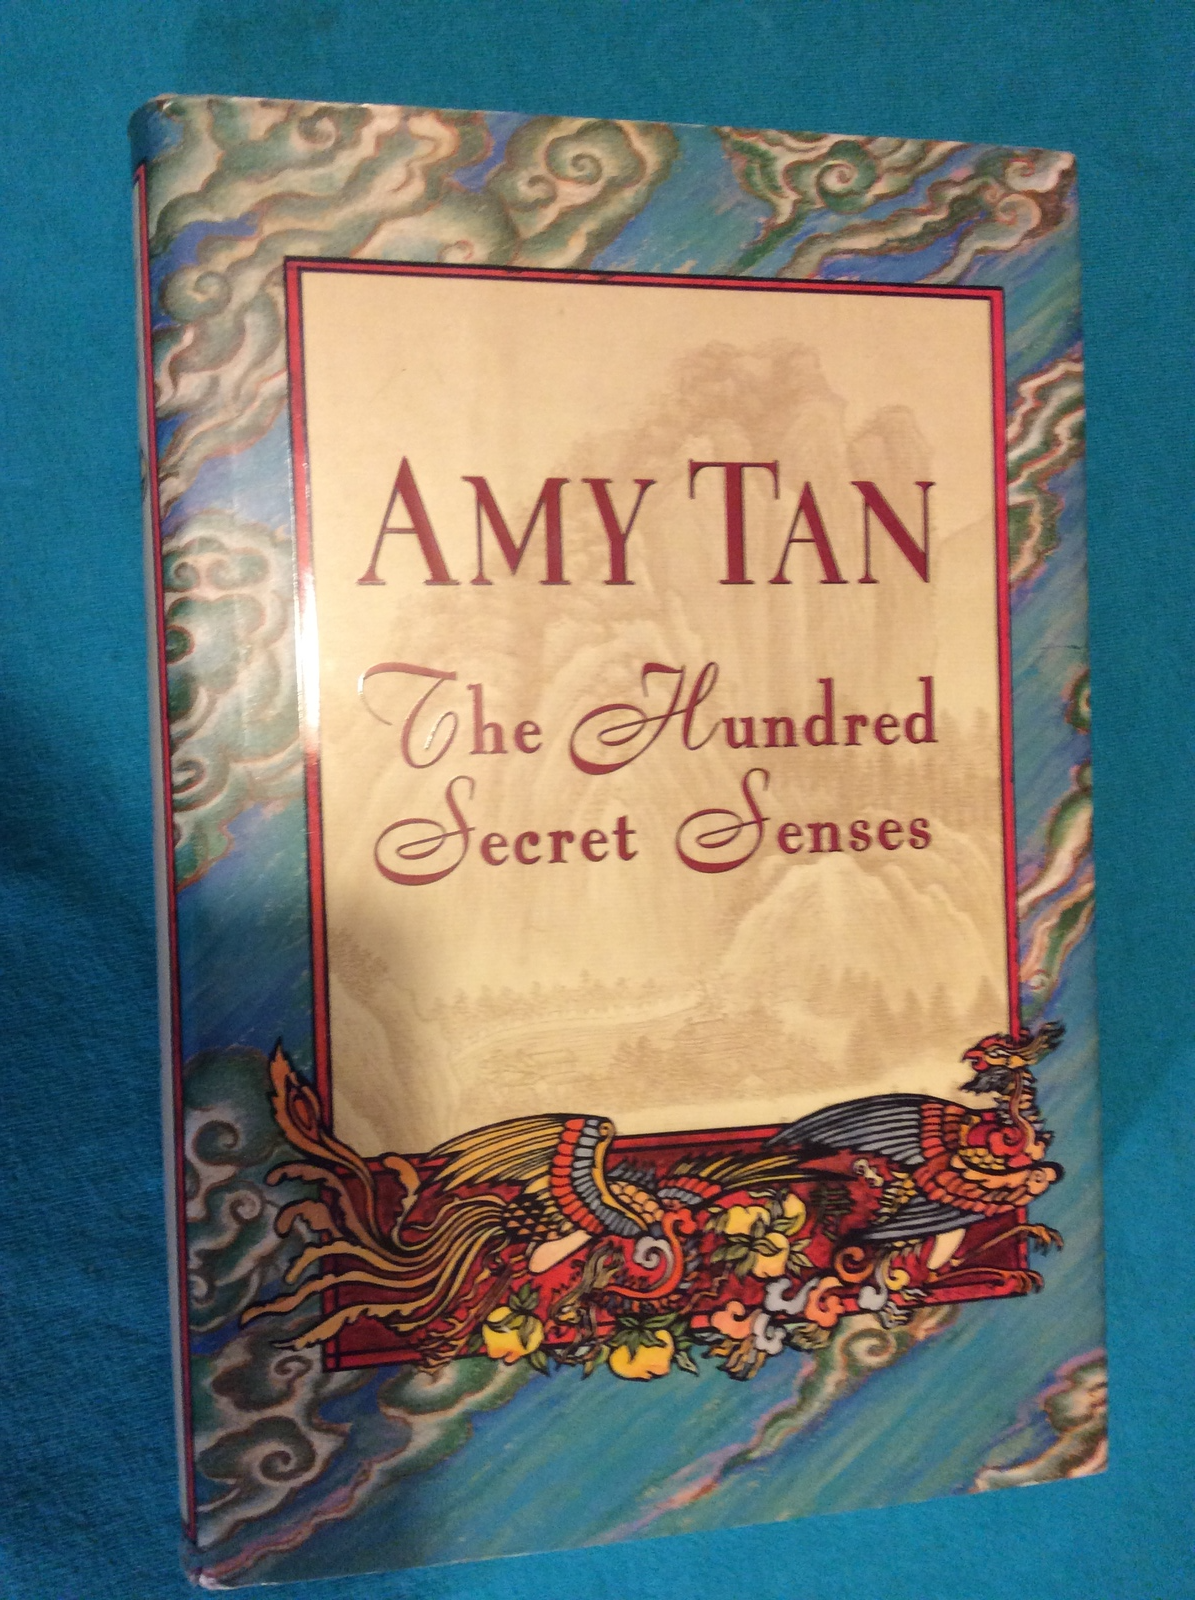 AMY TAN
The Hundred
Secret Senses